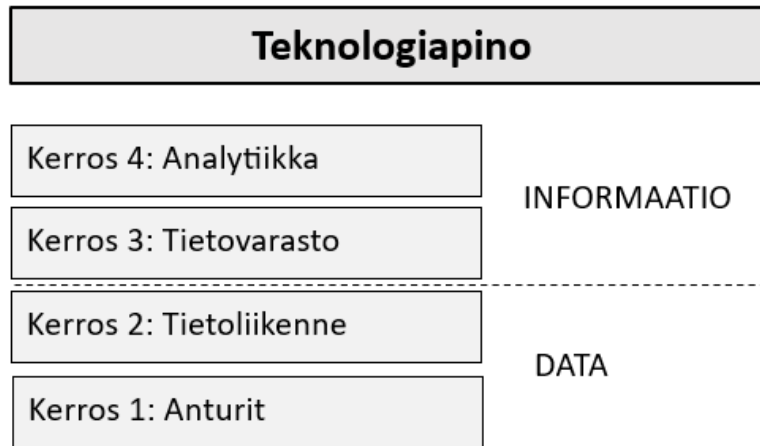 Teknologiapino
Kerros 4: Analytiikka
INFORMAATIO
Kerros 3: Tietovarasto
Kerros 2: Tietoliikenne
DATA
Kerros 1: Anturit